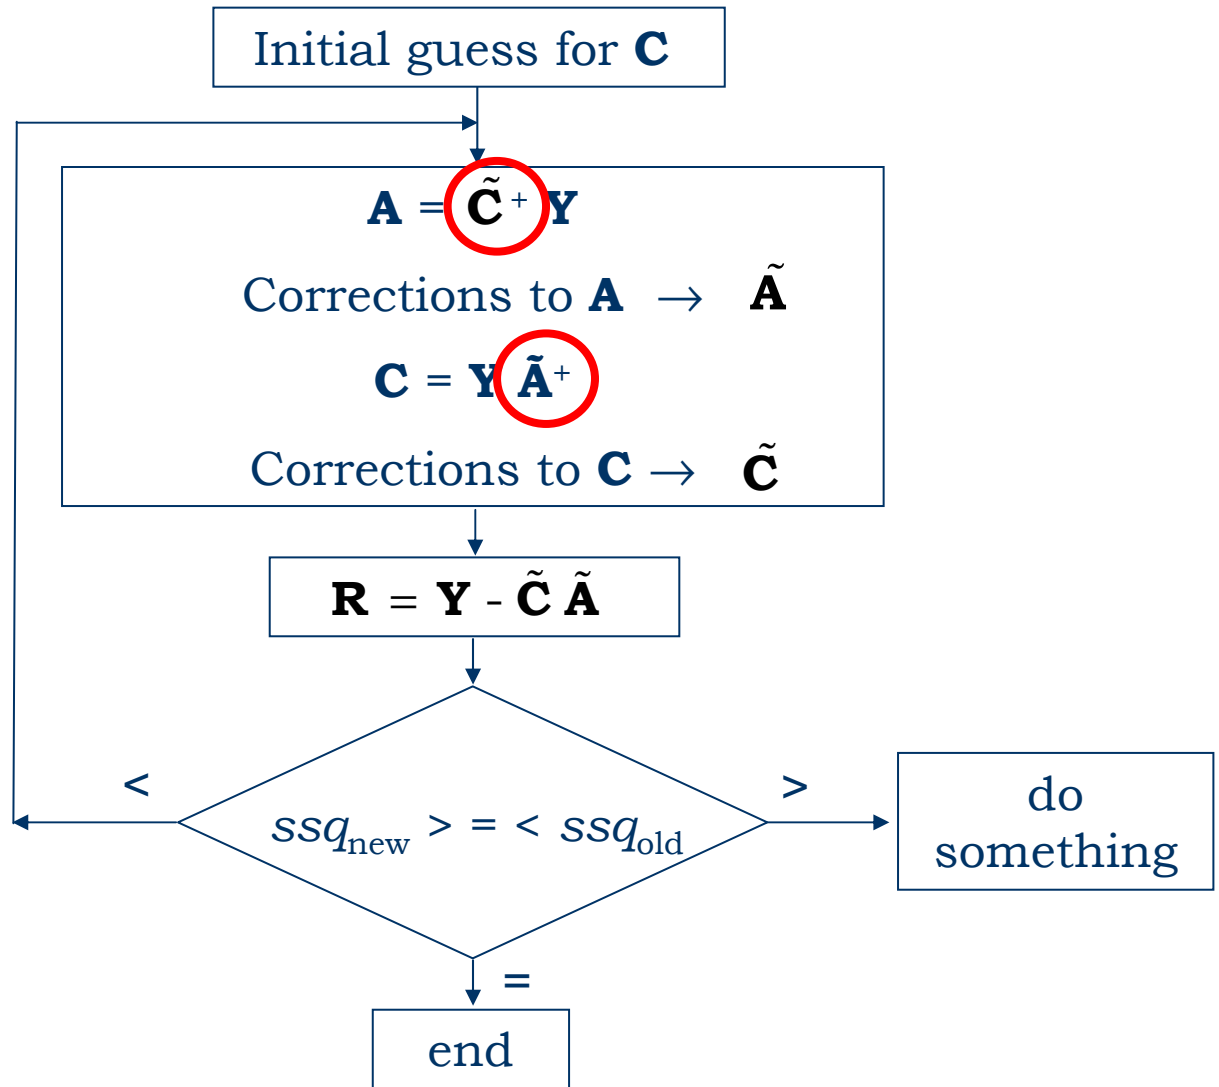 Initial guess for C
A = C̃⁺ Y
Corrections to A → Ã
C = Y Ã⁺
Corrections to C → C̃
R = Y - C̃ Ã
<
>
ssq_new > = < ssq_old
do
something
=
end